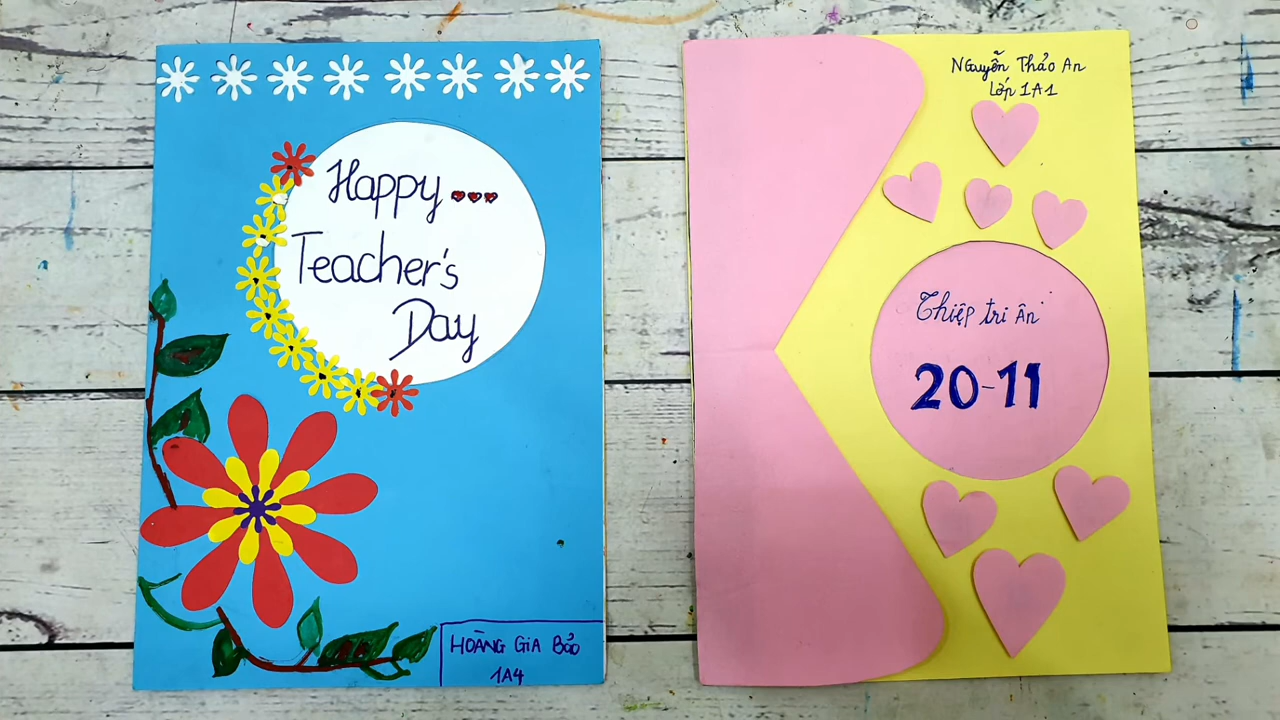 Happy
Teacher's
Day
HOÀNG GIA BẢO
1A4
Nguyễn Thảo An
Lớp 1A1
Thiệp tri Ân
20-11